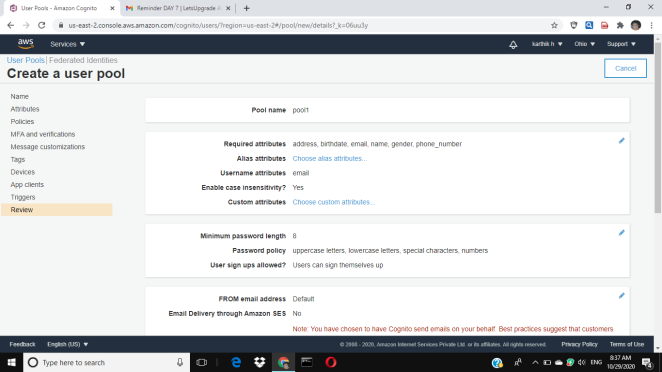 User Pools - Amazon Cognito
Reminder DAY 7 | LetsUpgrade A
us-east-2.console.aws.amazon.com/cognito/users/?region=us-east-2#/pool/new/details?_k=06uu3y
aws Services karthik h Ohio Support
User Pools | Federated Identities
Create a user pool
Cancel
Name
Attributes
Policies
MFA and verifications
Message customizations
Tags
Devices
App clients
Triggers
Review
Pool name pool1
Required attributes address, birthdate, email, name, gender, phone_number
Alias attributes Choose alias attributes...
Username attributes email
Enable case insensitivity? Yes
Custom attributes Choose custom attributes...
Minimum password length 8
Password policy uppercase letters, lowercase letters, special characters, numbers
User sign ups allowed? Users can sign themselves up
FROM email address Default
Email Delivery through Amazon SES No
Note: You have chosen to have Cognito send emails on your behalf. Best practices suggest that customers
Feedback English (US) © 2008 - 2020, Amazon Internet Services Private Ltd. or its affiliates. All rights reserved. Privacy Policy Terms of Use
Type here to search
ENG
8:37 AM
10/29/2020
4